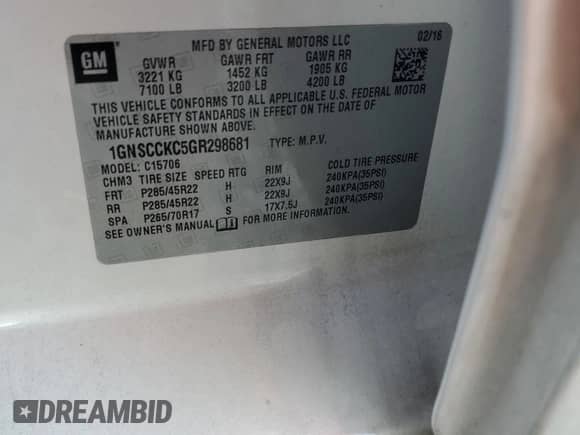 GM
MFD BY GENERAL MOTORS LLC 02/16
GVWR GAWR FRT GAWR RR
3221 KG 1452 KG 1905 KG
7100 LB 3200 LB 4200 LB
THIS VEHICLE CONFORMS TO ALL APPLICABLE U.S. FEDERAL MOTOR
VEHICLE SAFETY STANDARDS IN EFFECT ON THE DATE OF
MANUFACTURE SHOWN ABOVE.
1GNSCCKC5GR298681 TYPE: M.P.V.
MODEL: C15706
CHM3 TIRE SIZE SPEED RTG RIM COLD TIRE PRESSURE
FRT P285/45R22 H 22X9J 240KPA(35PSI)
RR P285/45R22 H 22X9J 240KPA(35PSI)
SPA P265/70R17 S 17X7.5J 240KPA(35PSI)
SEE OWNER'S MANUAL FOR MORE INFORMATION.
DREAMBID